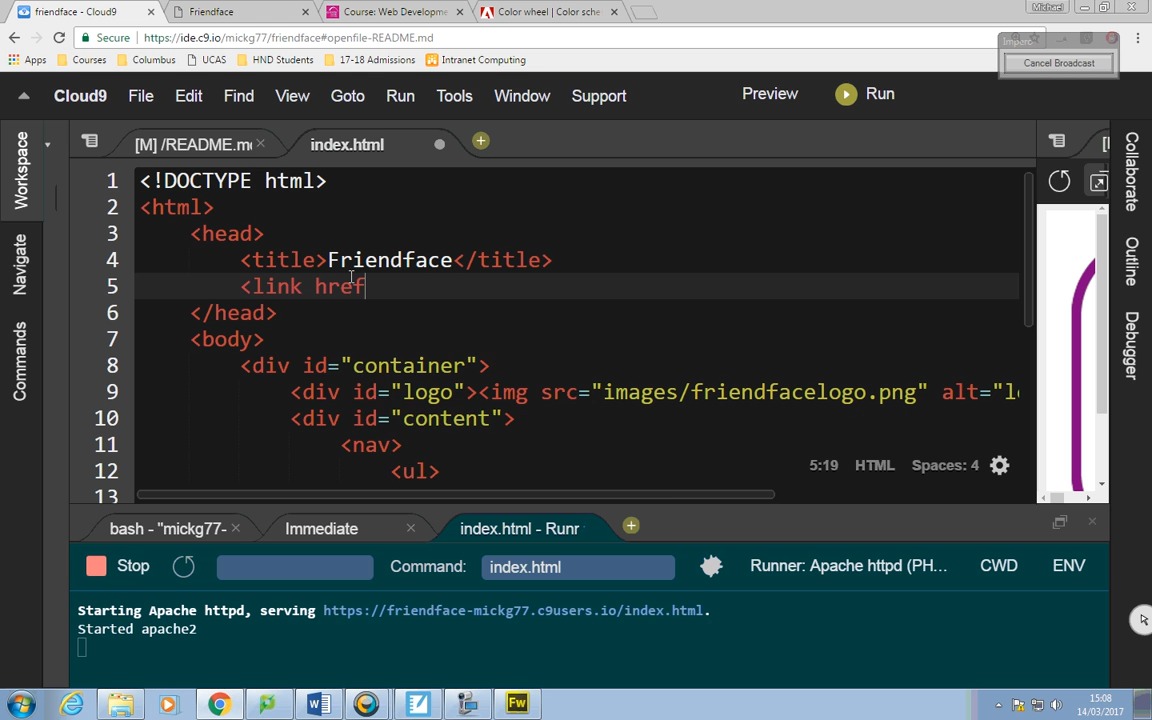 friendface - Cloud9
Friendface
Course: Web Developme
Color wheel | Color sche
Michael
Secure
https://ide.c9.io/mickg77/friendface#openfile-README.md
Impero
Cancel Broadcast
Apps
Courses
Columbus
UCAS
HND Students
17-18 Admissions
Intranet Computing
Cloud9
File
Edit
Find
View
Goto
Run
Tools
Window
Support
Preview
Run
Workspace
Navigate
Commands
[M] /README.m
index.html
1 <!DOCTYPE html>
2 <html>
3 <head>
4 <title>Friendface</title>
5 <link href
6 </head>
7 <body>
8 <div id="container">
9 <div id="logo"><img src="images/friendfacelogo.png" alt="l
10 <div id="content">
11 <nav>
12 <ul>
13
5:19 HTML Spaces: 4
Collaborate
Outline
Debugger
bash - "mickg77-
Immediate
index.html - Runr
Stop
Command:
index.html
Runner: Apache httpd (PH...
CWD
ENV
Starting Apache httpd, serving https://friendface-mickg77.c9users.io/index.html.
Started apache2
Fw
15:08
14/03/2017